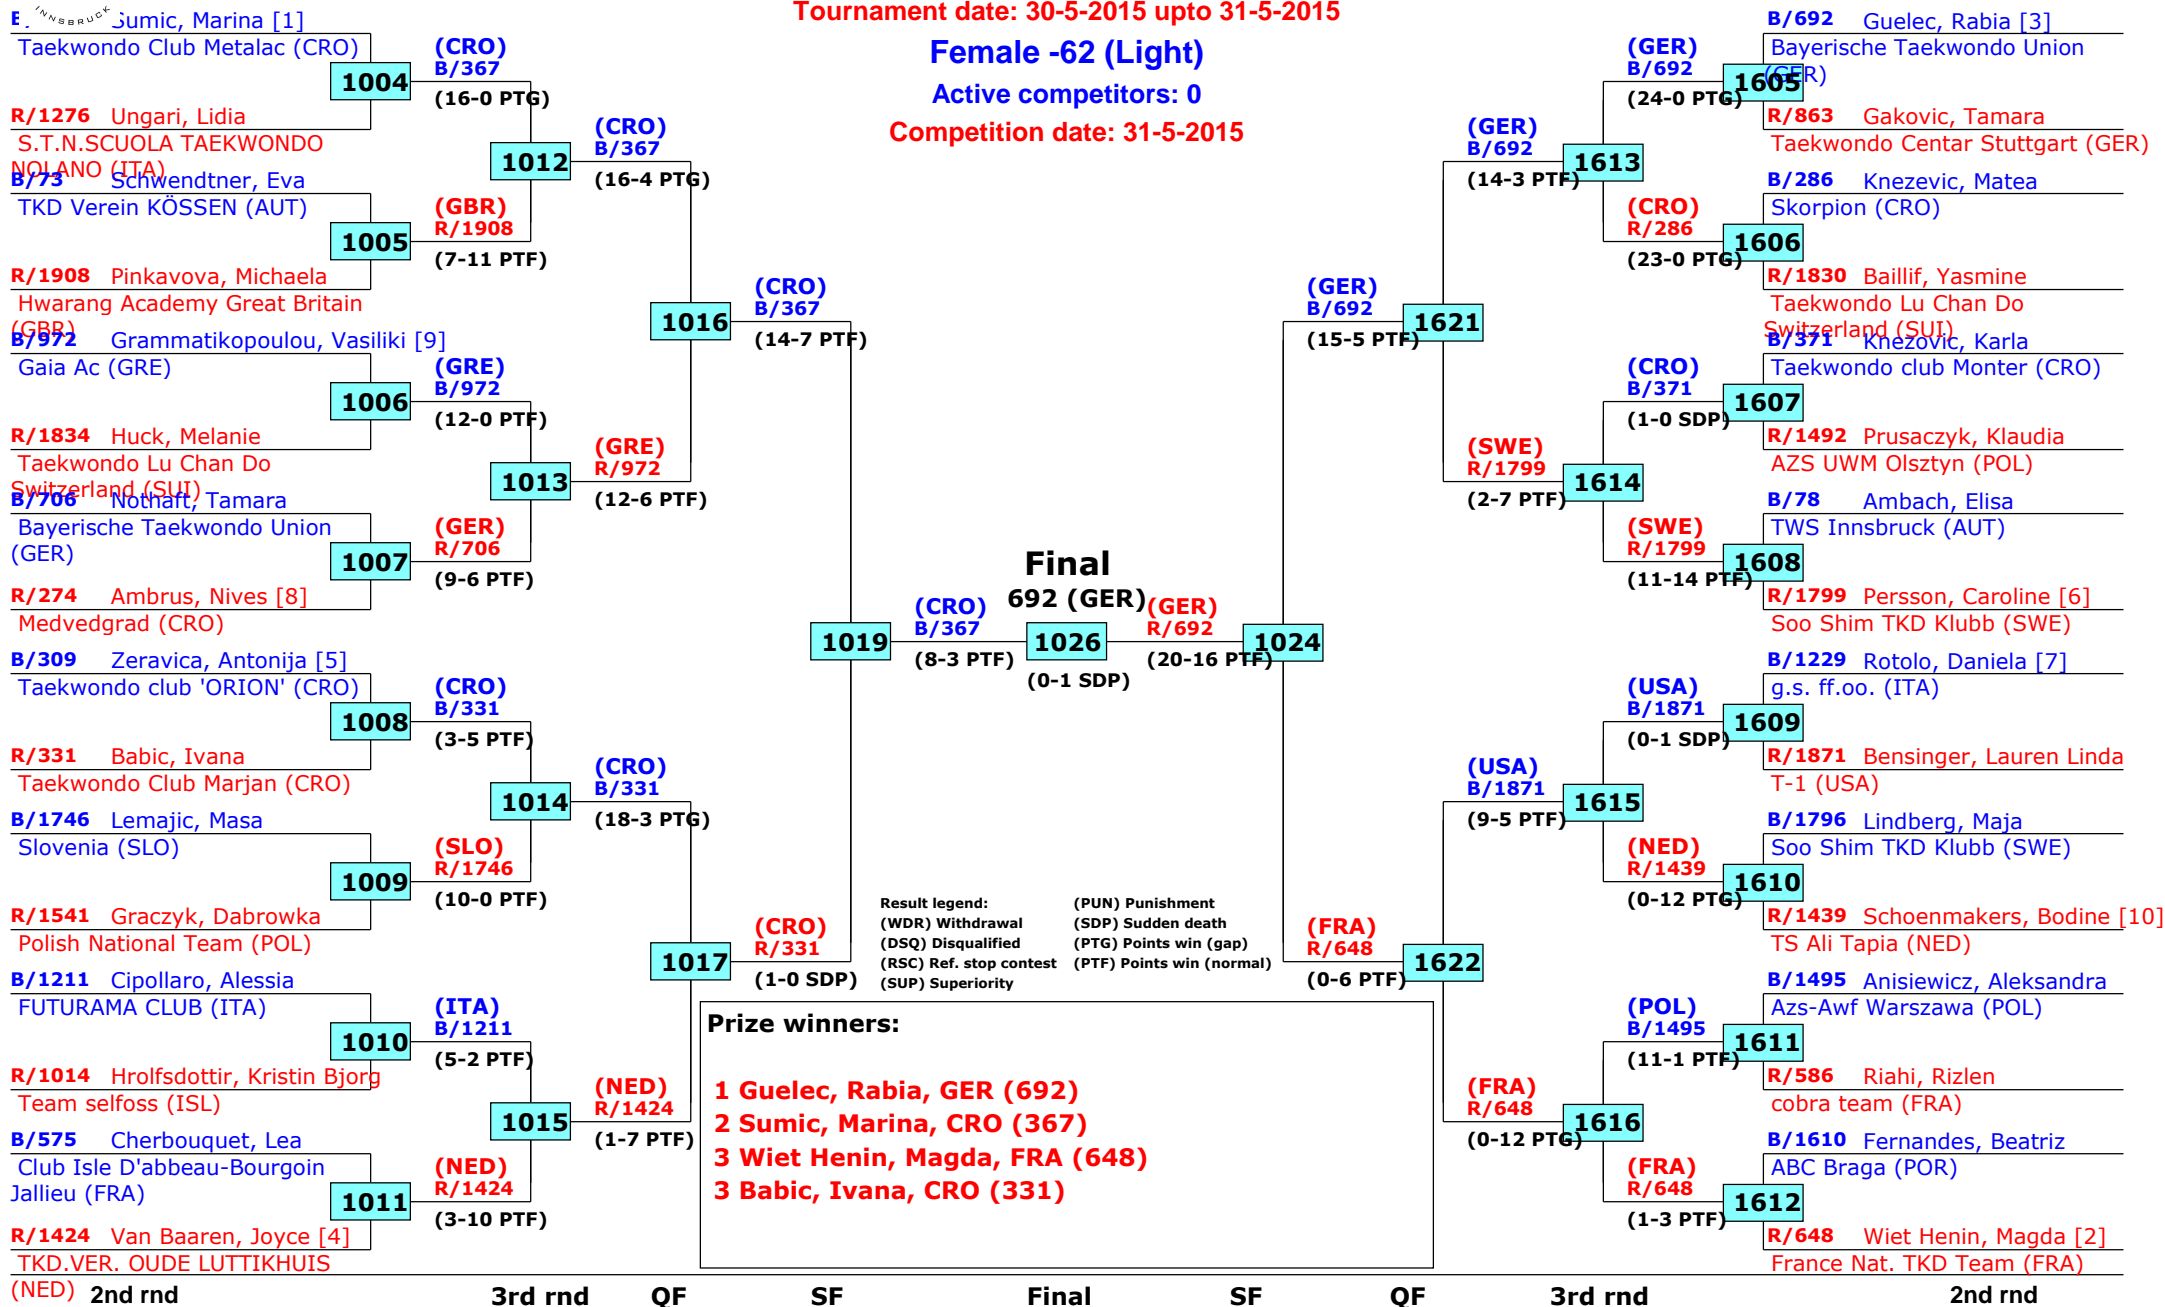 INNSBRUCK
Tournament date: 30-5-2015 upto 31-5-2015
Female -62 (Light)
Active competitors: 0
Competition date: 31-5-2015
Sumic, Marina [1]
Taekwondo Club Metalac (CRO)
1004
R/1276 Ungari, Lidia
S.T.N.SCUOLA TAEKWONDO
NOLANO (ITA)
B/73 Schwendtner, Eva
TKD Verein KÖSSEN (AUT)
1005
R/1908 Pinkavova, Michaela
Hwarang Academy Great Britain
(GBR)
B/972 Grammatikopoulou, Vasiliki [9]
Gaia Ac (GRE)
1006
R/1834 Huck, Melanie
Taekwondo Lu Chan Do
Switzerland (SUI)
B/706 Nothaft, Tamara
Bayerische Taekwondo Union
(GER)
1007
R/274 Ambrus, Nives [8]
Medvedgrad (CRO)
B/309 Zeravica, Antonija [5]
Taekwondo club 'ORION' (CRO)
1008
R/331 Babic, Ivana
Taekwondo Club Marjan (CRO)
B/1746 Lemajic, Masa
Slovenia (SLO)
1009
R/1541 Graczyk, Dabrowka
Polish National Team (POL)
B/1211 Cipollaro, Alessia
FUTURAMA CLUB (ITA)
1010
R/1014 Hrolfsdottir, Kristin Bjorg
Team selfoss (ISL)
B/575 Cherbouquet, Lea
Club Isle D'abbeau-Bourgoin
Jallieu (FRA)
1011
R/1424 Van Baaren, Joyce [4]
TKD.VER. OUDE LUTTIKHUIS
(NED)
(CRO)
B/367
(16-0 PTG)
1012
(GBR)
R/1908
(7-11 PTF)
(GRE)
B/972
(12-0 PTF)
1013
(GER)
R/706
(9-6 PTF)
(CRO)
B/331
(3-5 PTF)
1014
(SLO)
R/1746
(10-0 PTF)
(ITA)
B/1211
(5-2 PTF)
1015
(NED)
R/1424
(3-10 PTF)
(CRO)
B/367
(16-4 PTG)
1016
(GRE)
R/972
(12-6 PTF)
(CRO)
B/331
(18-3 PTG)
1017
(NED)
R/1424
(1-7 PTF)
(CRO)
B/367
(14-7 PTF)
1019
(CRO)
R/331
(1-0 SDP)
(CRO)
B/367
(8-3 PTF)
Final
692 (GER)
1026
(0-1 SDP)
(GER)
R/692
(20-16 PTF)
1024
(GER)
B/692
(15-5 PTF)
1621
(FRA)
R/648
(0-6 PTF)
1622
(GER)
B/692
(14-3 PTF)
1613
(SWE)
R/1799
(2-7 PTF)
1614
(USA)
B/1871
(9-5 PTF)
1615
(FRA)
R/648
(0-12 PTG)
1616
(GER)
B/692
(24-0 PTG)
1605
(CRO)
R/286
(23-0 PTG)
1606
(CRO)
B/371
(1-0 SDP)
1607
(SWE)
R/1799
(11-14 PTF)
1608
(USA)
B/1871
(0-1 SDP)
1609
(NED)
R/1439
(0-12 PTG)
1610
(POL)
B/1495
(11-1 PTF)
1611
(FRA)
R/648
(1-3 PTF)
1612
B/692 Guelec, Rabia [3]
Bayerische Taekwondo Union
(GER)
R/863 Gakovic, Tamara
Taekwondo Centar Stuttgart (GER)
B/286 Knezevic, Matea
Skorpion (CRO)
R/1830 Baillif, Yasmine
Taekwondo Lu Chan Do
Switzerland (SUI)
B/371 Knezovic, Karla
Taekwondo club Monter (CRO)
R/1492 Prusaczyk, Klaudia
AZS UWM Olsztyn (POL)
B/78 Ambach, Elisa
TWS Innsbruck (AUT)
R/1799 Persson, Caroline [6]
Soo Shim TKD Klubb (SWE)
B/1229 Rotolo, Daniela [7]
g.s. ff.oo. (ITA)
R/1871 Bensinger, Lauren Linda
T-1 (USA)
B/1796 Lindberg, Maja
Soo Shim TKD Klubb (SWE)
R/1439 Schoenmakers, Bodine [10]
TS Ali Tapia (NED)
B/1495 Anisiewicz, Aleksandra
Azs-Awf Warszawa (POL)
R/586 Riahi, Rizlen
cobra team (FRA)
B/1610 Fernandes, Beatriz
ABC Braga (POR)
R/648 Wiet Henin, Magda [2]
France Nat. TKD Team (FRA)
Result legend: (PUN) Punishment
(WDR) Withdrawal (SDP) Sudden death
(DSQ) Disqualified (PTG) Points win (gap)
(RSC) Ref. stop contest (PTF) Points win (normal)
(SUP) Superiority
Prize winners:
1 Guelec, Rabia, GER (692)
2 Sumic, Marina, CRO (367)
3 Wiet Henin, Magda, FRA (648)
3 Babic, Ivana, CRO (331)
2nd rnd 3rd rnd QF SF Final SF QF 3rd rnd 2nd rnd